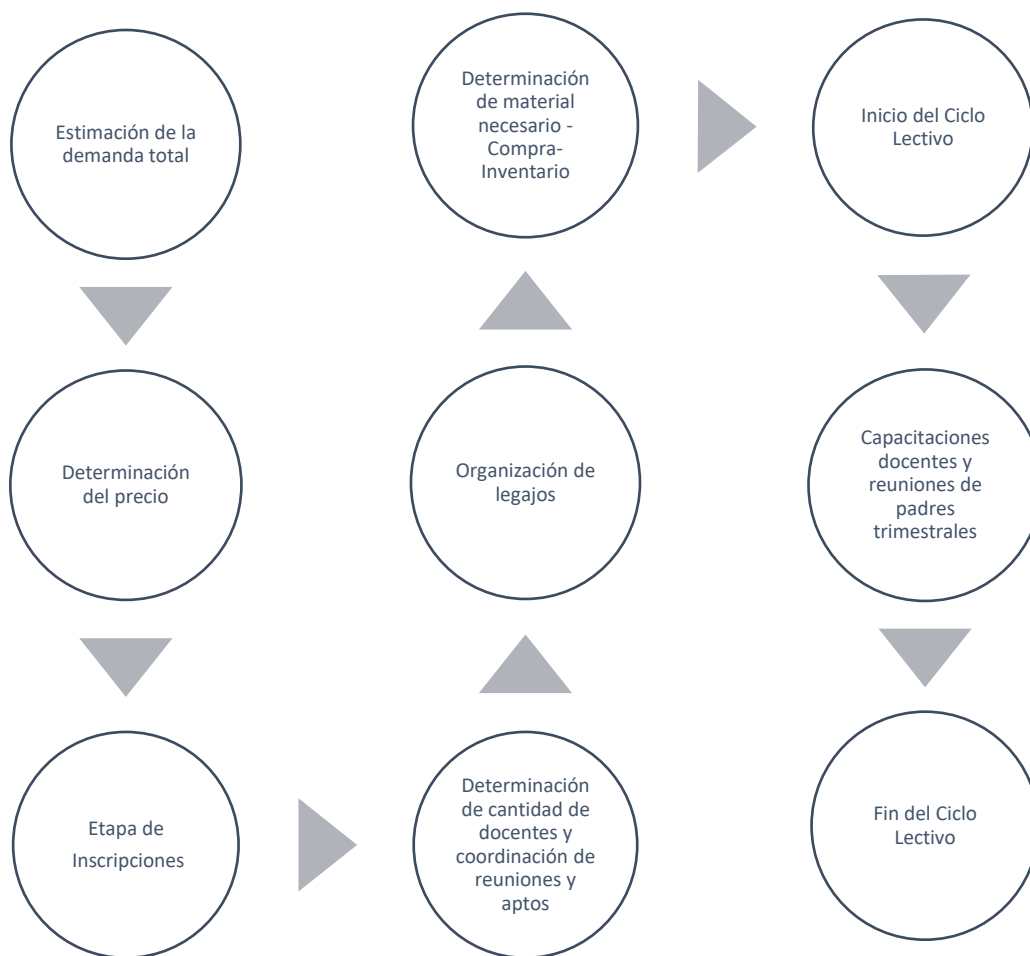 Estimación de la
demanda total
Determinación
del precio
Etapa de
Inscripciones
Determinación
de cantidad de
docentes y
coordinación de
reuniones y
aptos
Organización de
legajos
Determinación
de material
necesario -
Compra-
Inventario
Inicio del Ciclo
Lectivo
Capacitaciones
docentes y
reuniones de
padres
trimestrales
Fin del Ciclo
Lectivo